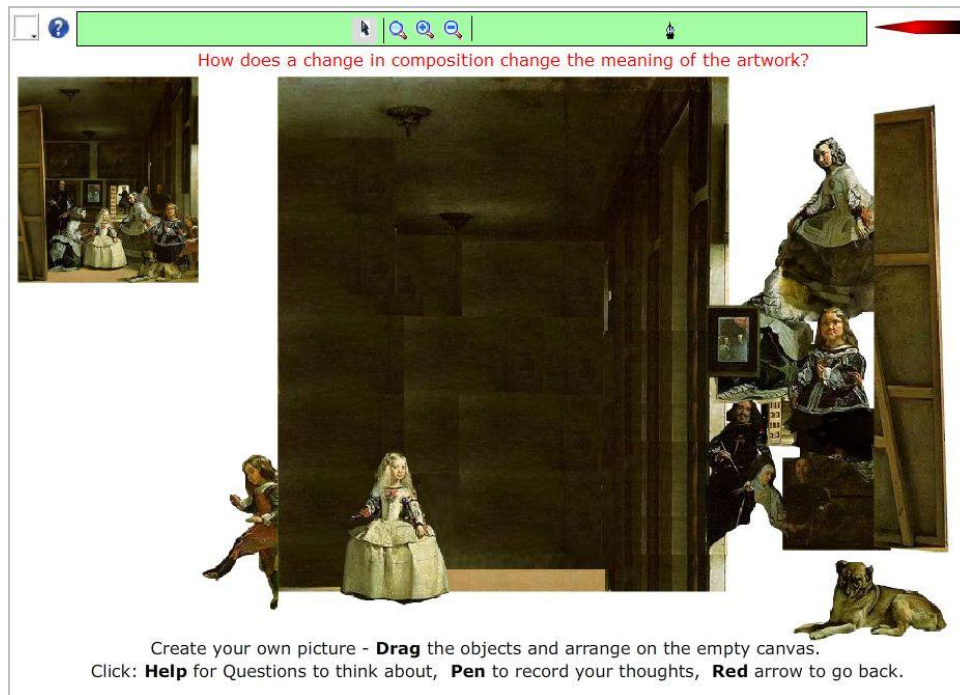 How does a change in composition change the meaning of the artwork?
Create your own picture - Drag the objects and arrange on the empty canvas.
Click: Help for Questions to think about, Pen to record your thoughts, Red arrow to go back.